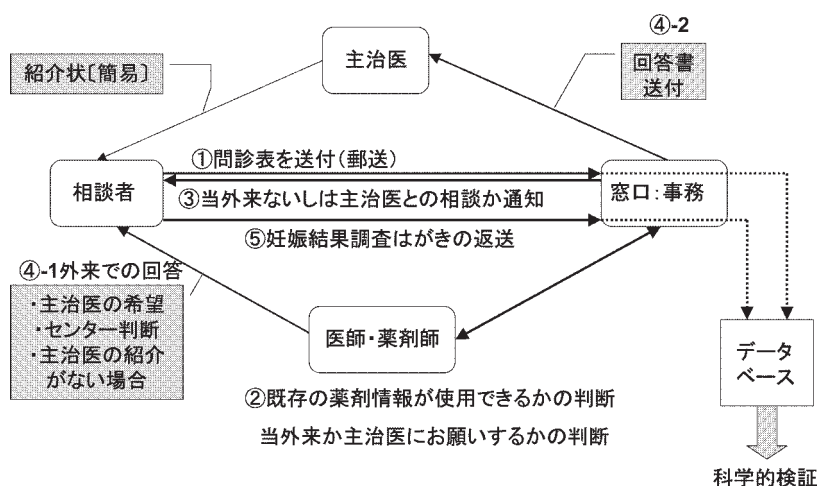 ④-2
主治医
紹介状〔簡易〕
回答書
送付
①問診表を送付（郵送）
相談者
窓口：事務
③当外来ないしは主治医との相談か通知
⑤妊娠結果調査はがきの返送
④-1外来での回答
・主治医の希望
・センター判断
・主治医の紹介
がない場合
医師・薬剤師
データ
ベース
②既存の薬剤情報が使用できるかの判断
当外来か主治医にお願いするかの判断
科学的検証